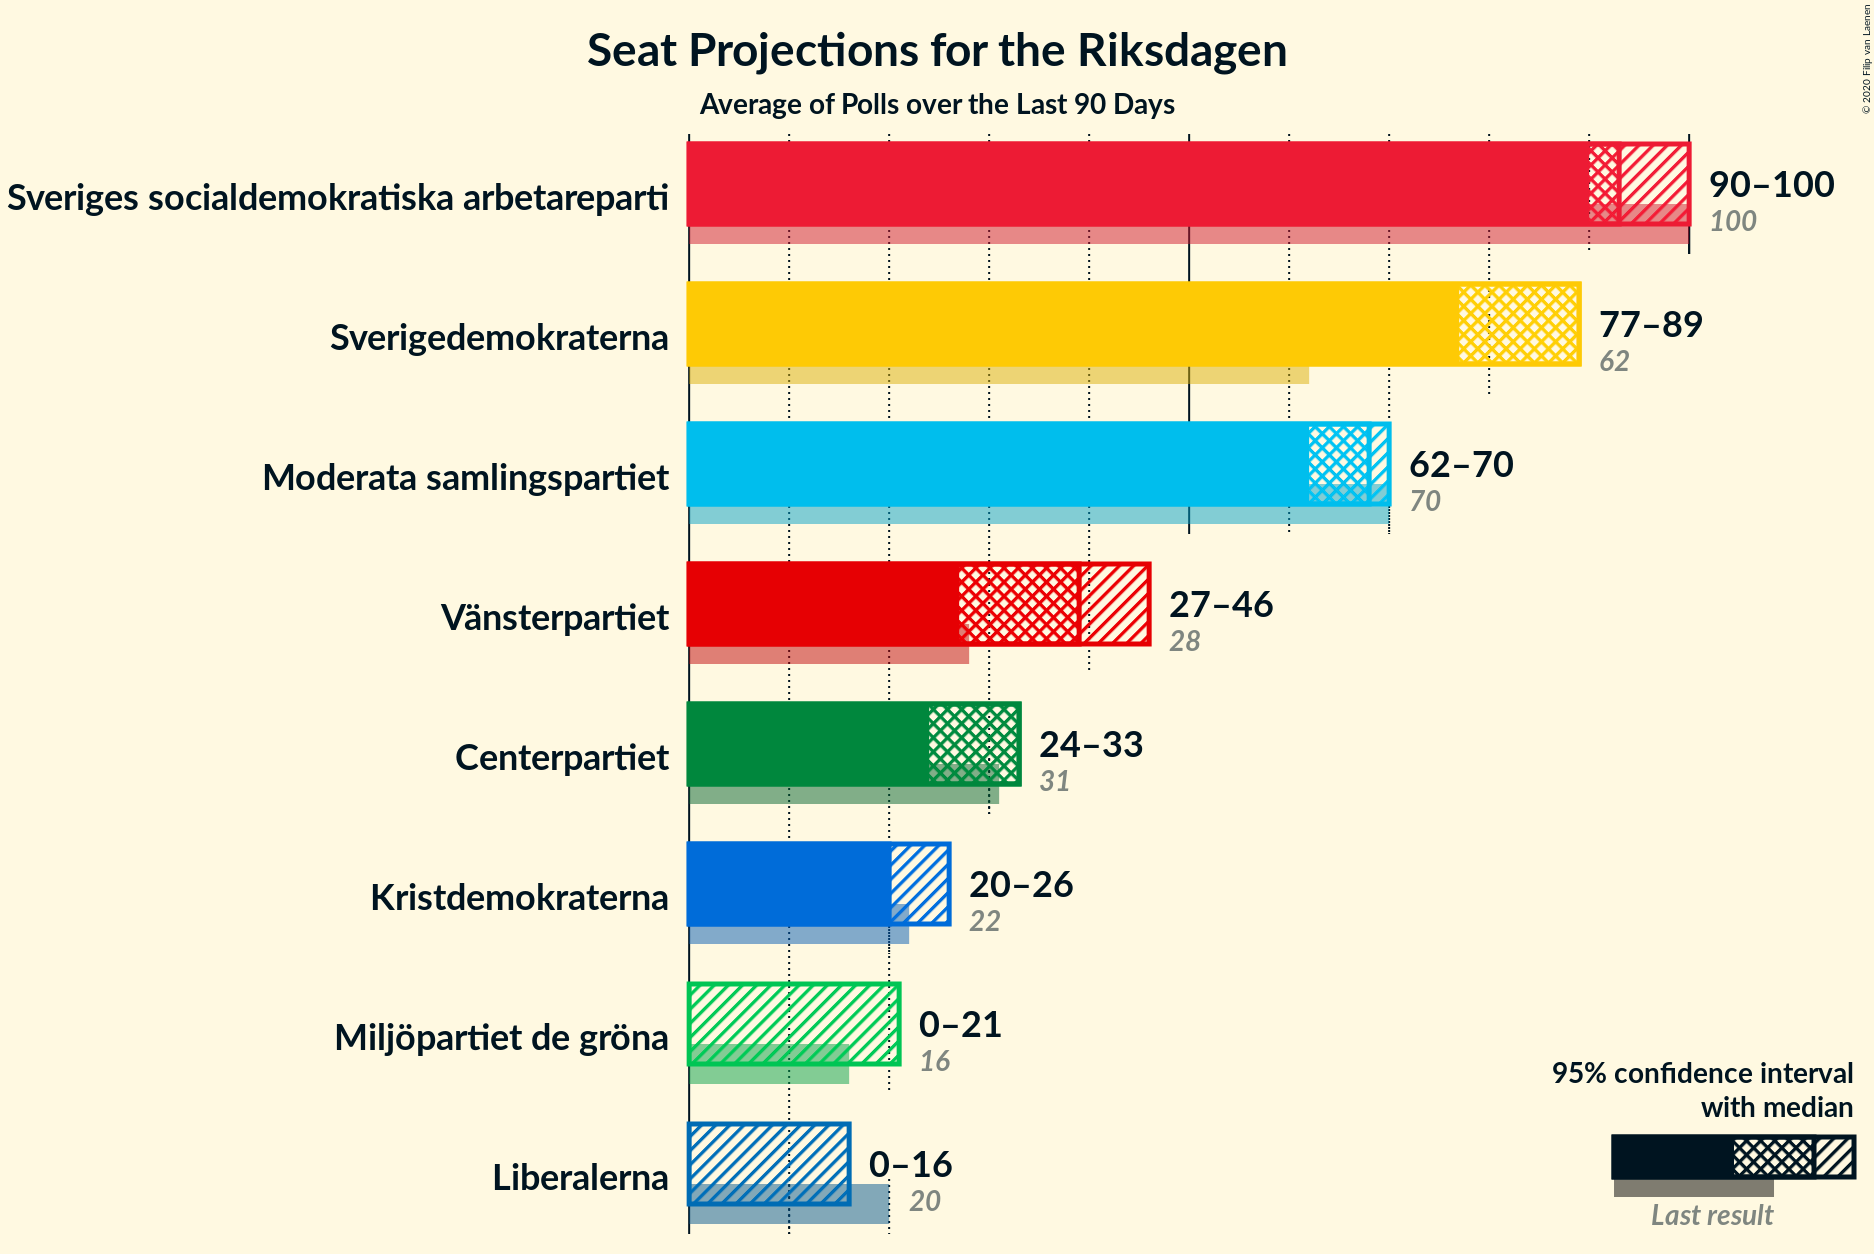 Seat Projections for the Riksdagen
Average of Polls over the Last 90 Days
© 2020 Filip van Laenen
Sveriges socialdemokratiska arbetareparti
90–100
100
Sverigedemokraterna
77–89
62
Moderata samlingspartiet
62–70
70
Vänsterpartiet
27–46
28
Centerpartiet
24–33
31
Kristdemokraterna
20–26
22
Miljöpartiet de gröna
0–21
16
Liberalerna
0–16
20
95% confidence interval
with median
Last result